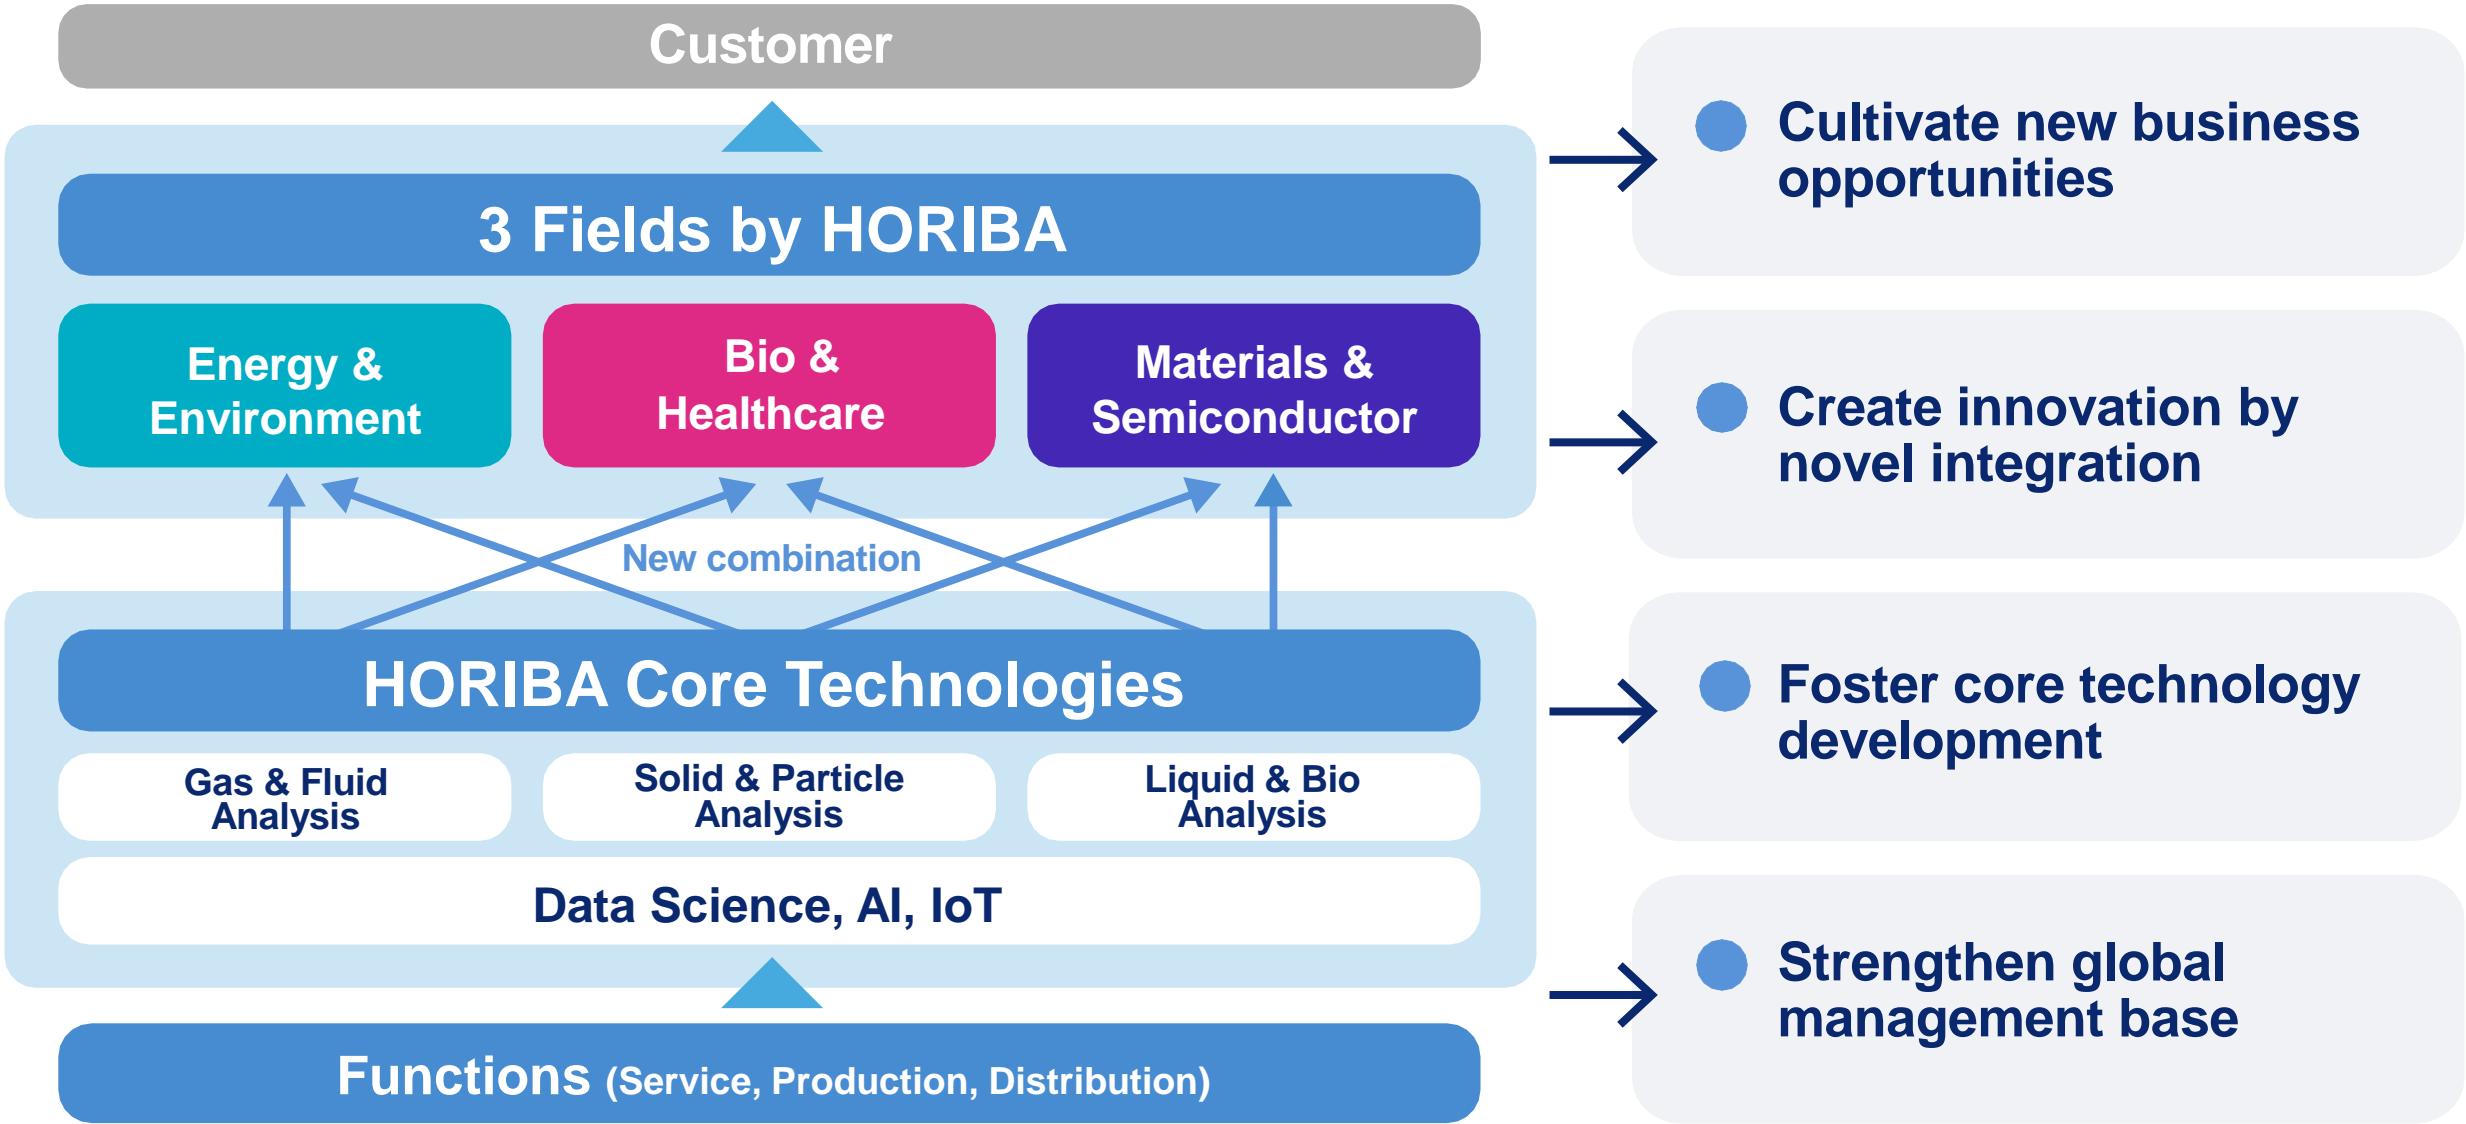 Customer
3 Fields by HORIBA
Energy &
Environment
Bio &
Healthcare
Materials &
Semiconductor
New combination
HORIBA Core Technologies
Gas & Fluid
Analysis
Solid & Particle
Analysis
Liquid & Bio
Analysis
Data Science, AI, IoT
Functions (Service, Production, Distribution)
Cultivate new business
opportunities
Create innovation by
novel integration
Foster core technology
development
Strengthen global
management base